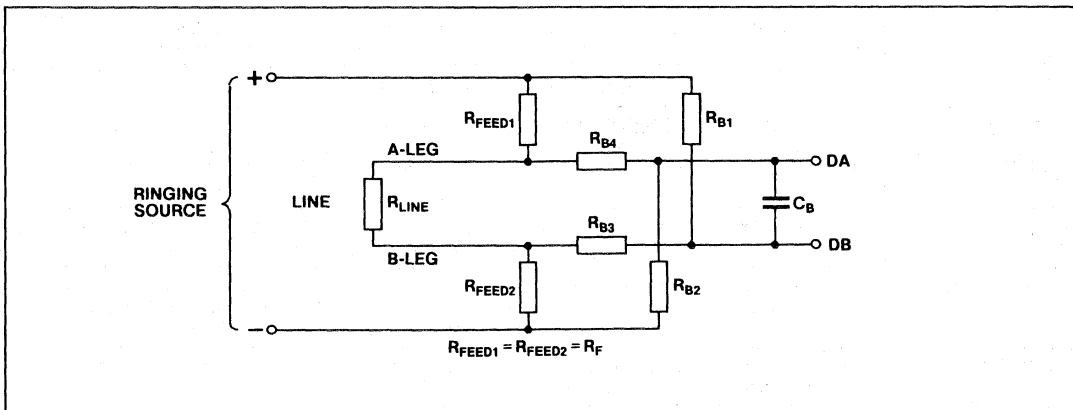 +
R_FEED1
R_B1
A-LEG
R_B4
DA
RINGING
SOURCE
LINE
R_LINE
C_B
R_B3
B-LEG
DB
R_FEED2
R_B2
–
R_FEED1 = R_FEED2 = R_F